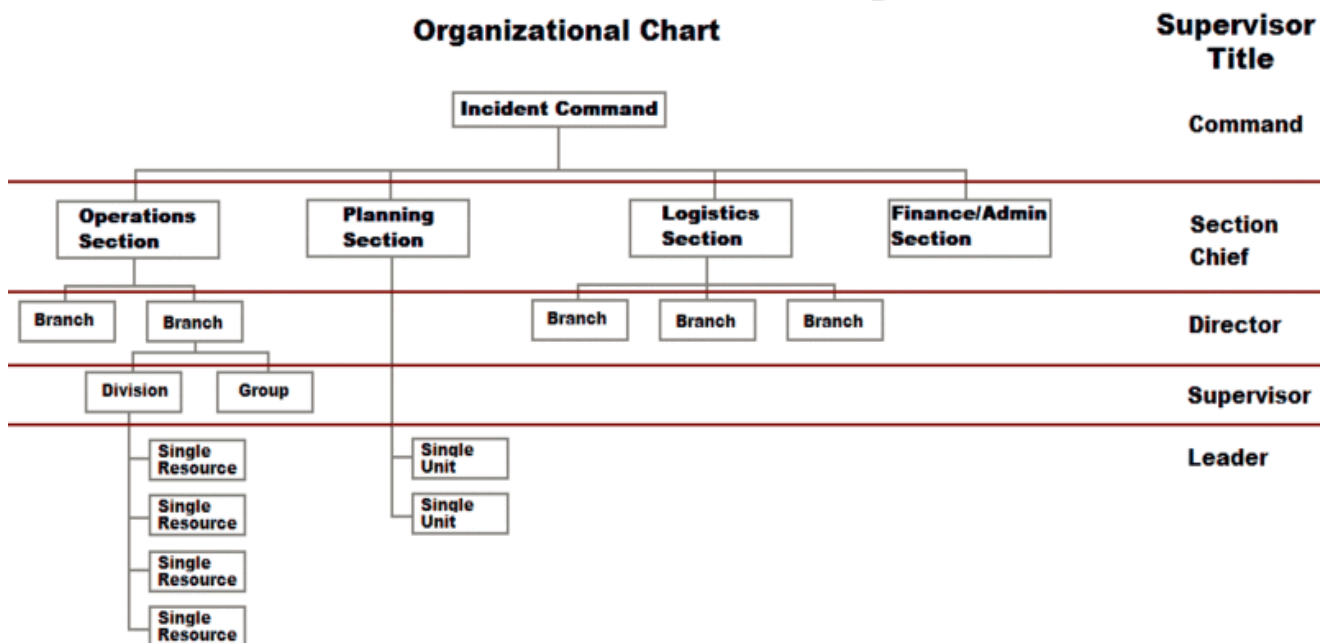 Organizational Chart
Supervisor
Title
Incident Command
Command
Operations
Section
Planning
Section
Logistics
Section
Finance/Admin
Section
Section
Chief
Branch
Branch
Branch
Branch
Branch
Director
Division
Group
Supervisor
Single
Resource
Single
Resource
Single
Resource
Single
Resource
Single
Unit
Single
Unit
Leader